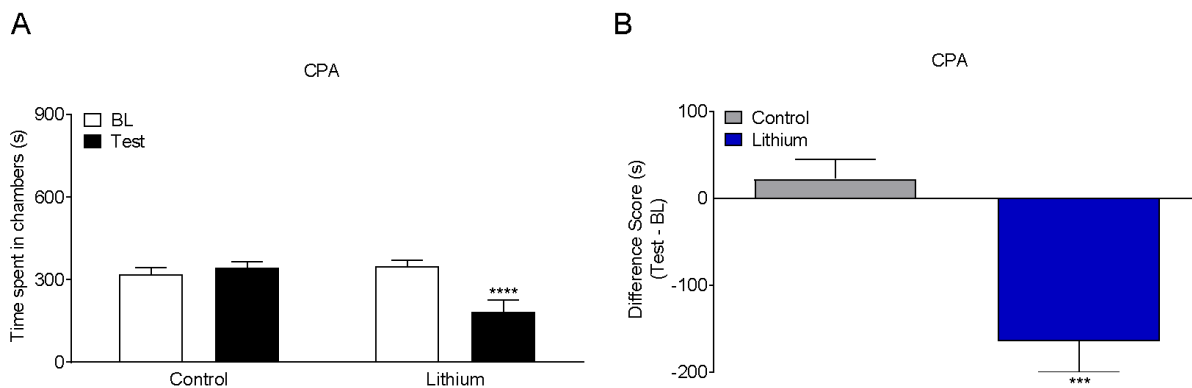 A
CPA
Time spent in chambers (s)
900
600
300
0
BL
Test
****
Control
Lithium
B
CPA
Difference Score (s)
(Test - BL)
100
0
-100
-200
Control
Lithium
***